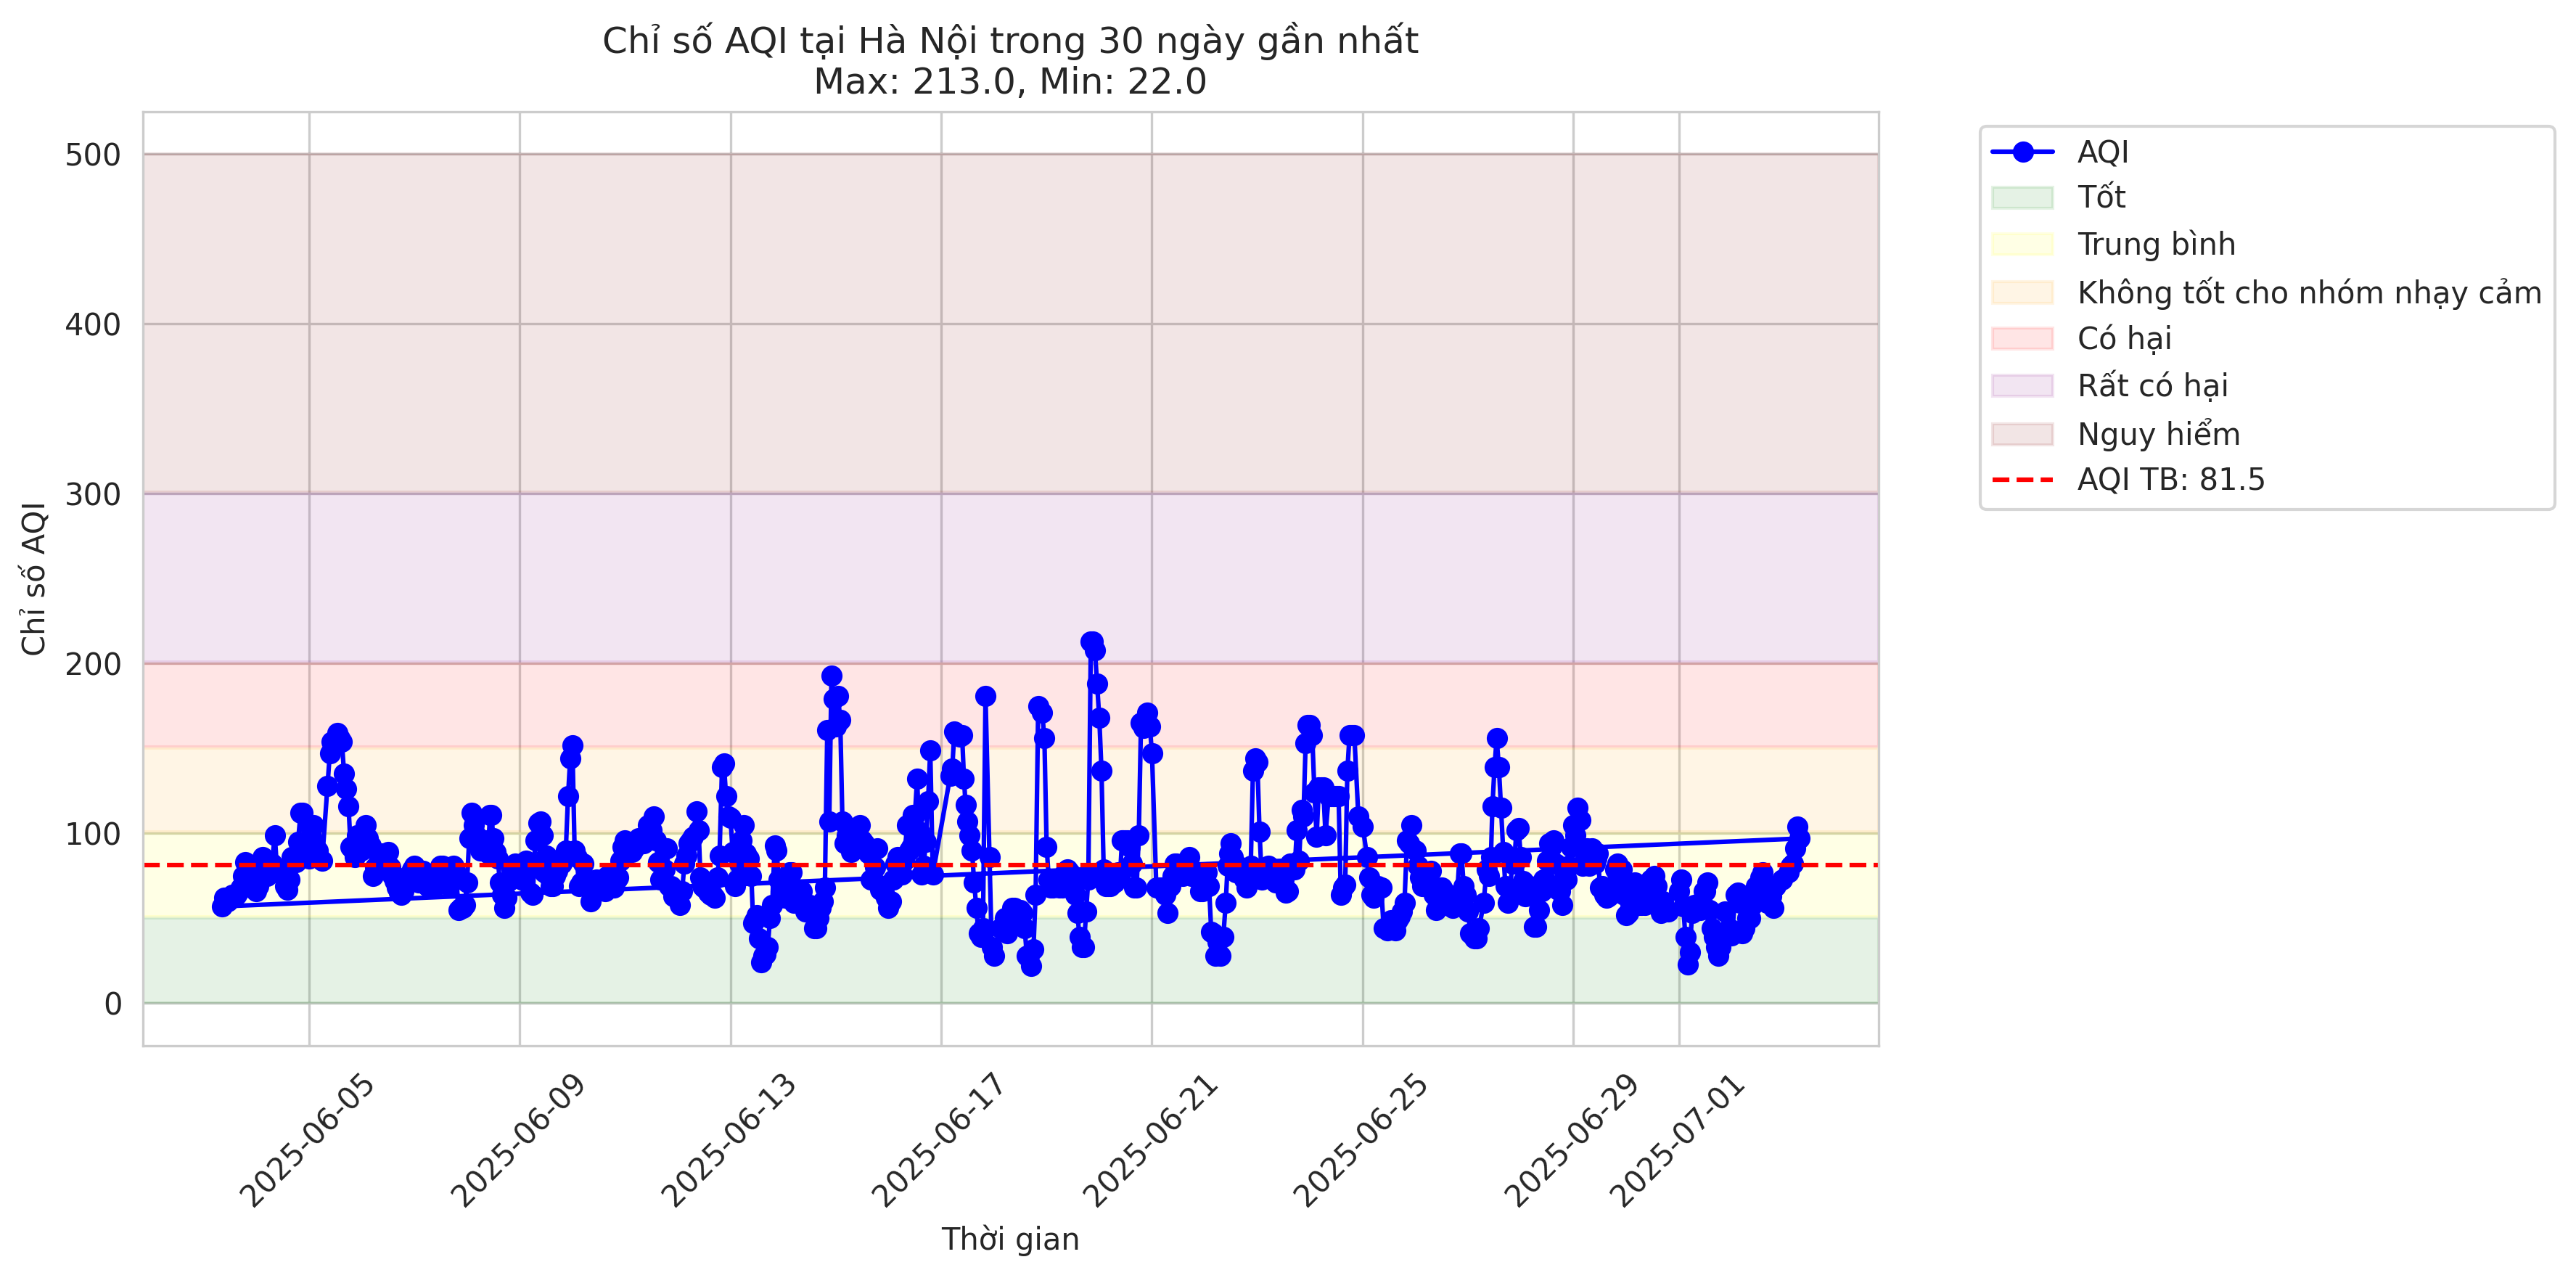 Chỉ số AQI tại Hà Nội trong 30 ngày gần nhất
Max: 213.0, Min: 22.0
Chỉ số AQI
500
400
300
200
100
0
2025-06-05
2025-06-09
2025-06-13
2025-06-17
2025-06-21
2025-06-25
2025-06-29
2025-07-01
Thời gian
AQI
Tốt
Trung bình
Không tốt cho nhóm nhạy cảm
Có hại
Rất có hại
Nguy hiểm
AQI TB: 81.5